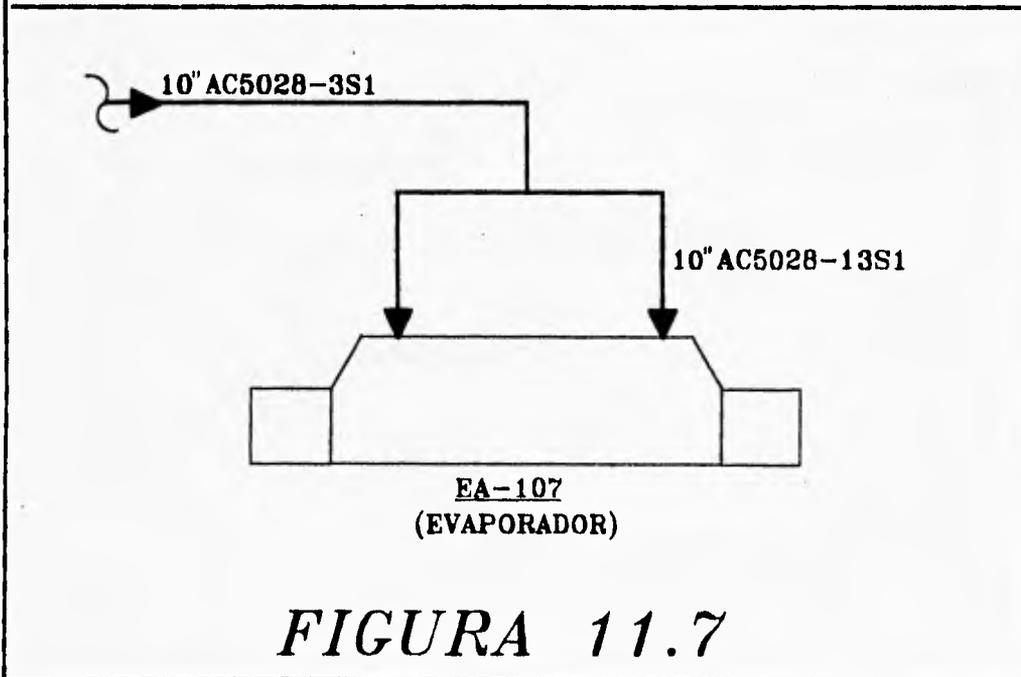 10" AC5028-3S1
10" AC5028-13S1
EA-107
(EVAPORADOR)
FIGURA 11.7